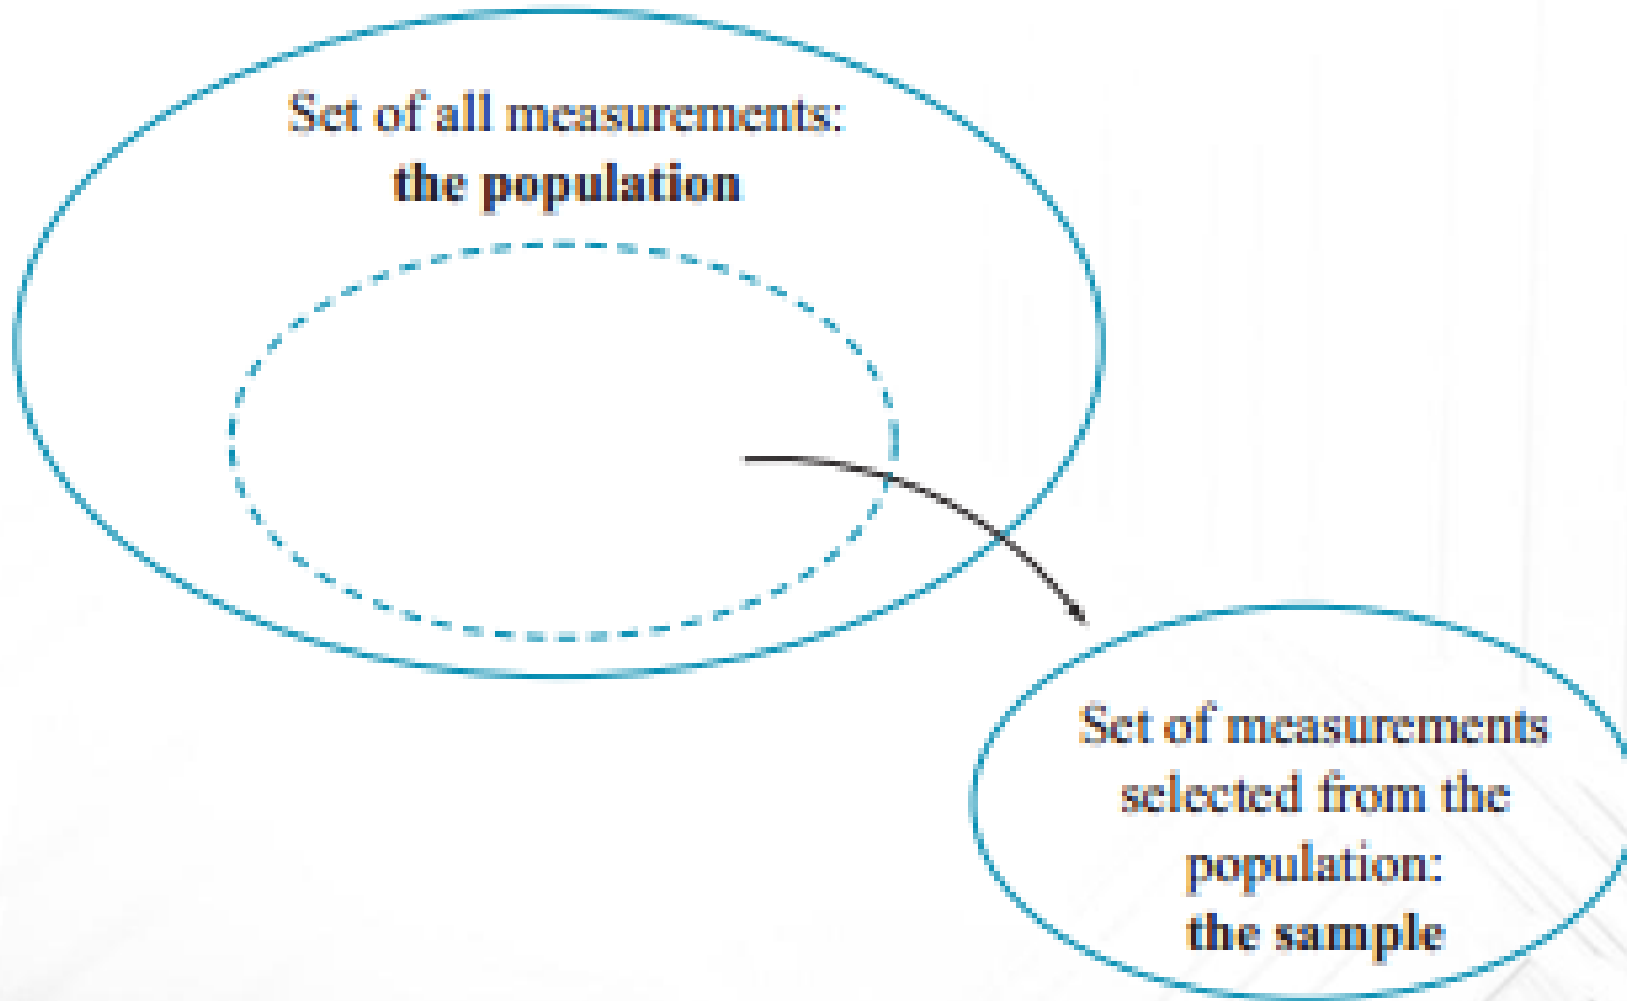 Set of all measurements:
the population
Set of measurements
selected from the
population:
the sample